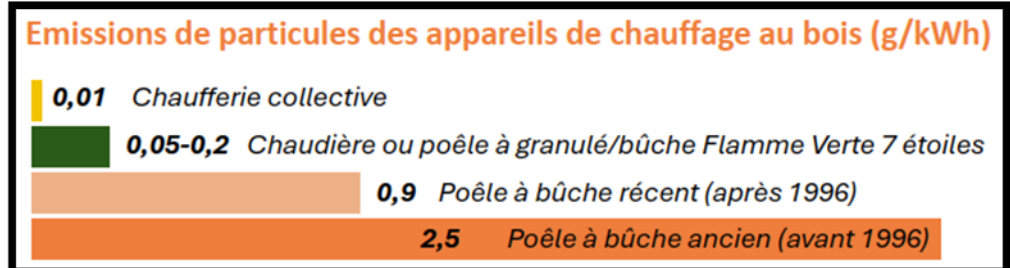 Emissions de particules des appareils de chauffage au bois (g/kWh)
0,01 Chaufferie collective
0,05-0,2 Chaudière ou poêle à granulé/bûche Flamme Verte 7 étoiles
0,9 Poêle à bûche récent (après 1996)
2,5 Poêle à bûche ancien (avant 1996)